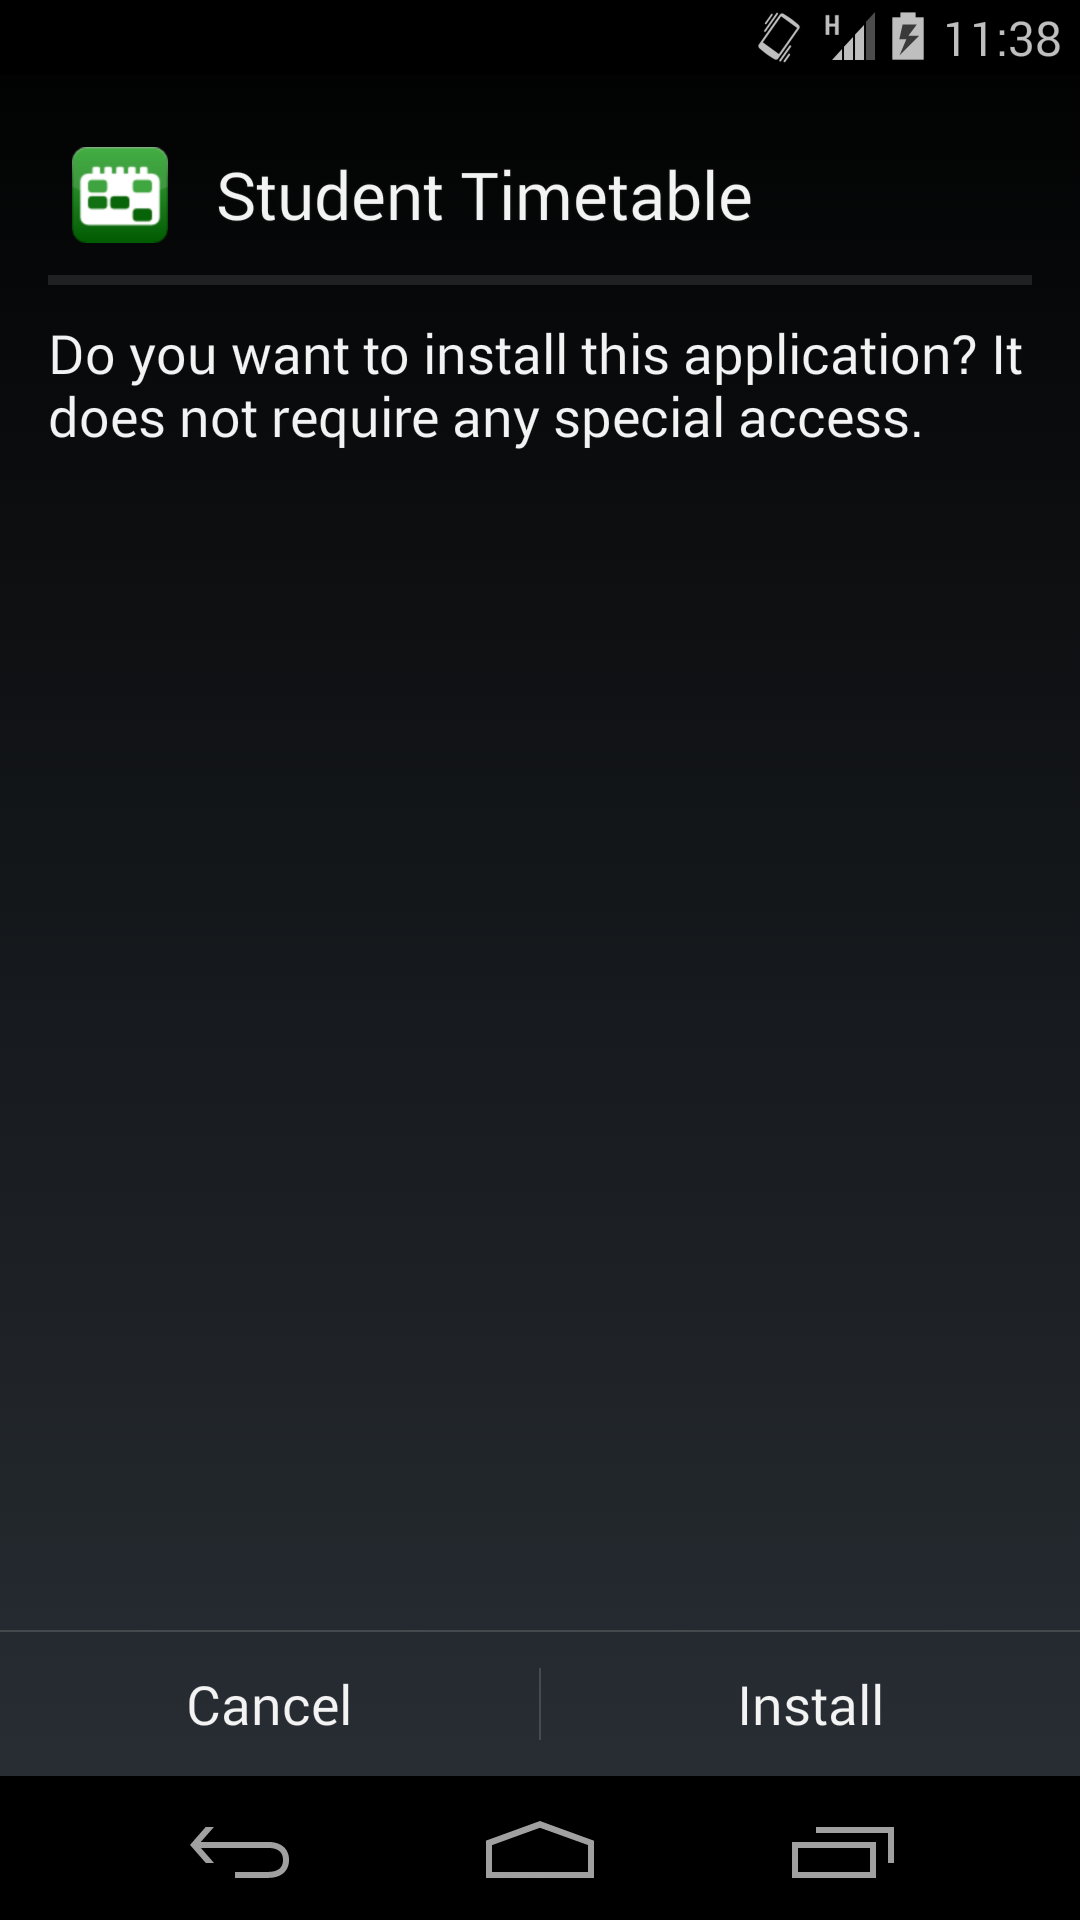 H 11:38
Student Timetable
Do you want to install this application? It
does not require any special access.
Cancel Install